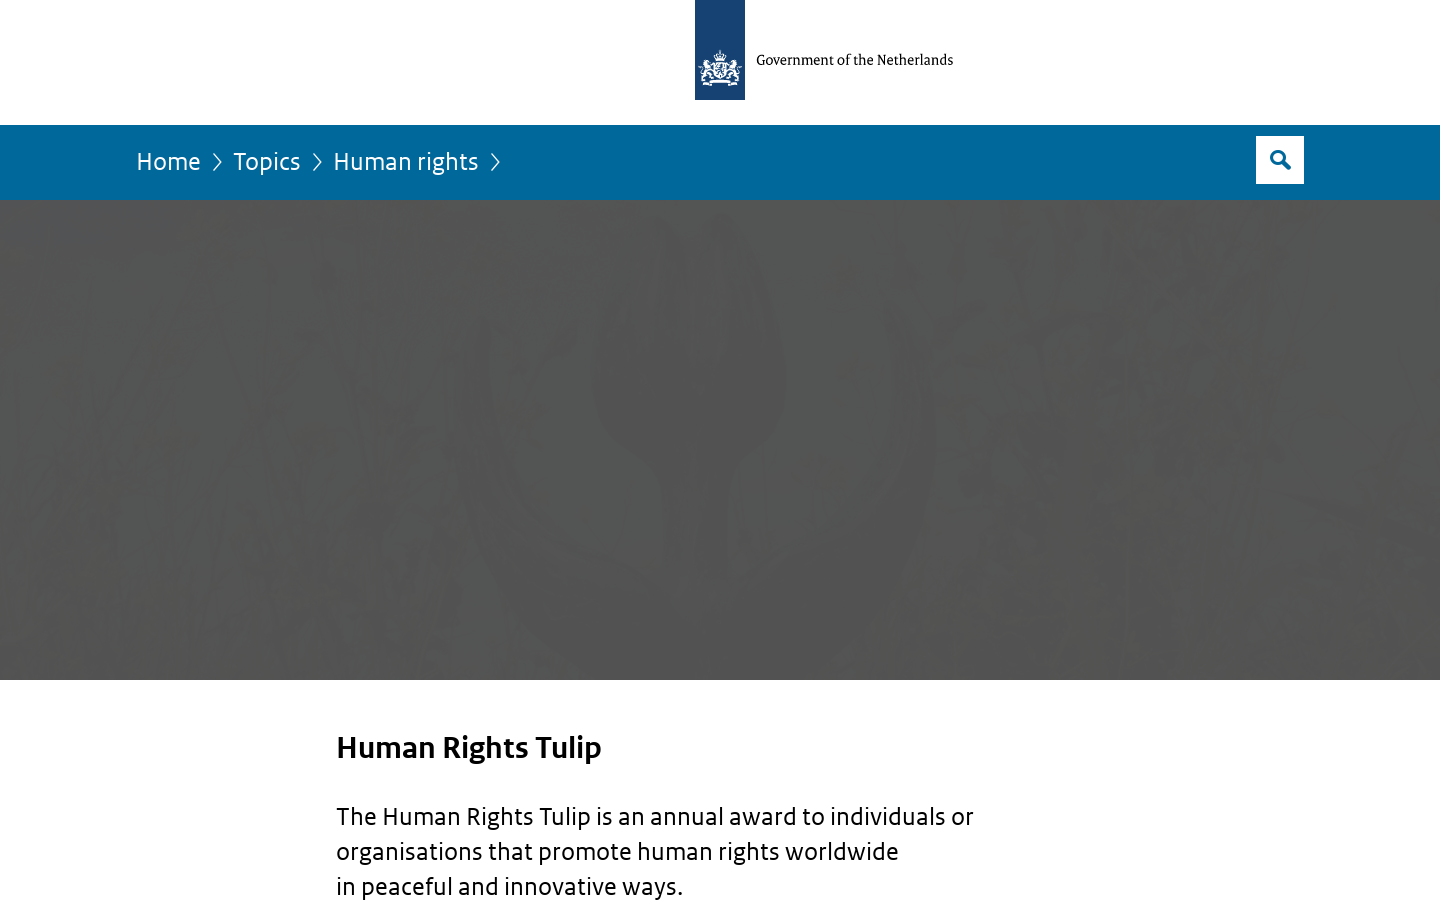 Government of the Netherlands
Home
Topics
Human rights
Human Rights Tulip
The Human Rights Tulip is an annual award to individuals or
organisations that promote human rights worldwide
in peaceful and innovative ways.